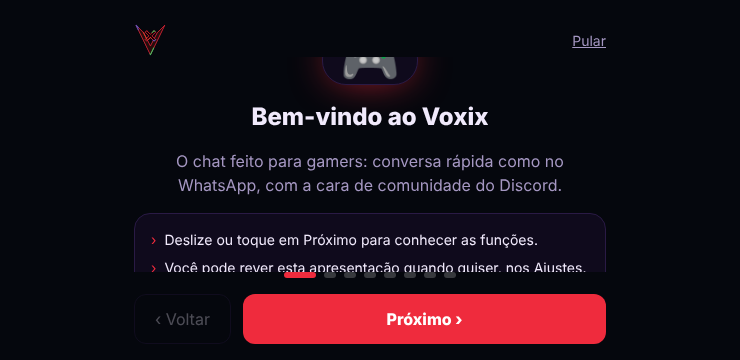 Pular
Bem-vindo ao Voxix
O chat feito para gamers: conversa rápida como no
WhatsApp, com a cara de comunidade do Discord.
› Deslize ou toque em Próximo para conhecer as funções.
› Você pode rever esta apresentação quando quiser, nos Ajustes.
‹ Voltar
Próximo ›